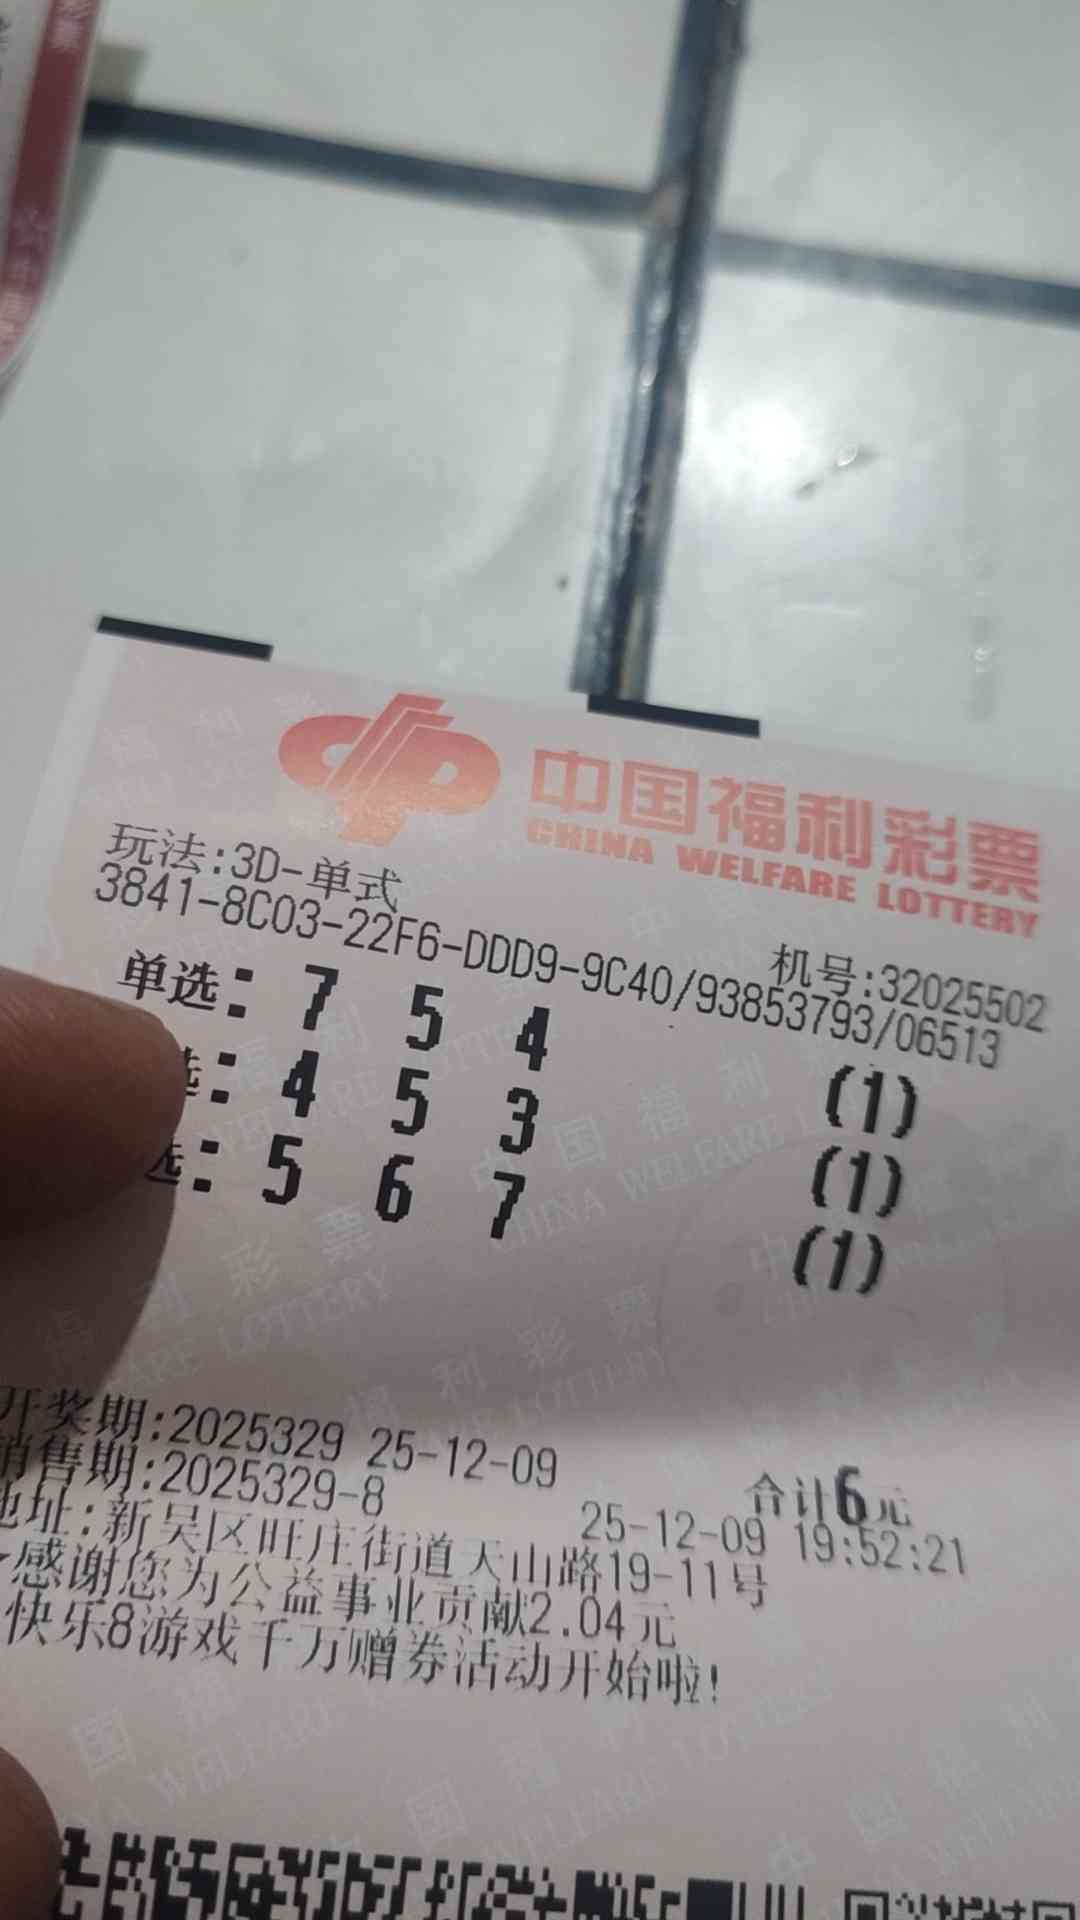 中国福利彩票
CHINA WELFARE LOTTERY
玩法:3D-单式
机号:32025502
3841-8C03-22F6-DDD9-9C40/93853793/06513
单选: 7 5 4 (1)
选: 4 5 3 (1)
选: 5 6 7 (1)
开奖期:2025329 25-12-09
合计6元
销售期:2025329-8
25-12-09 19:52:21
地址:新吴区旺庄街道天山路19-11号
感谢您为公益事业贡献2.04元
快乐8游戏千万赠券活动开始啦!